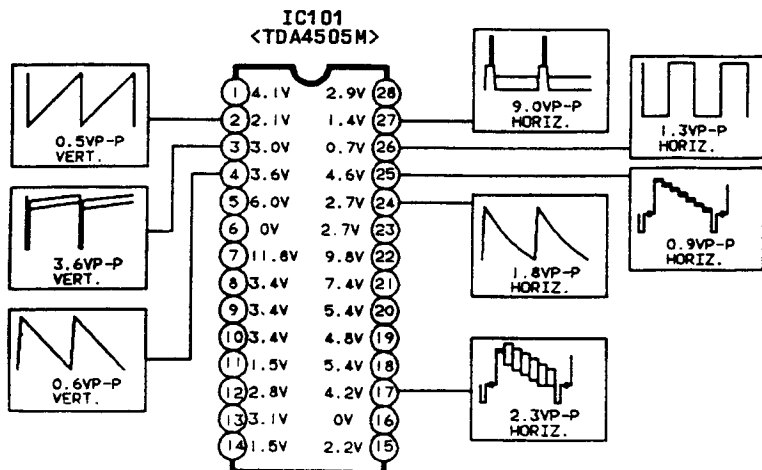 IC101
<TDA4505M>
0.5VP-P
VERT.
3.6VP-P
VERT.
0.6VP-P
VERT.
1 4.1V 2.9V 28
2 2.1V 1.4V 27
3 3.0V 0.7V 26
4 3.6V 4.6V 25
5 6.0V 2.7V 24
6 0V 2.7V 23
7 11.8V 9.8V 22
8 3.4V 7.4V 21
9 3.4V 5.4V 20
10 3.4V 4.8V 19
11 1.5V 5.4V 18
12 2.8V 4.2V 17
13 3.1V 0V 16
14 1.5V 2.2V 15
9.0VP-P
HORIZ.
1.3VP-P
HORIZ.
0.9VP-P
HORIZ.
1.8VP-P
HORIZ.
2.3VP-P
HORIZ.